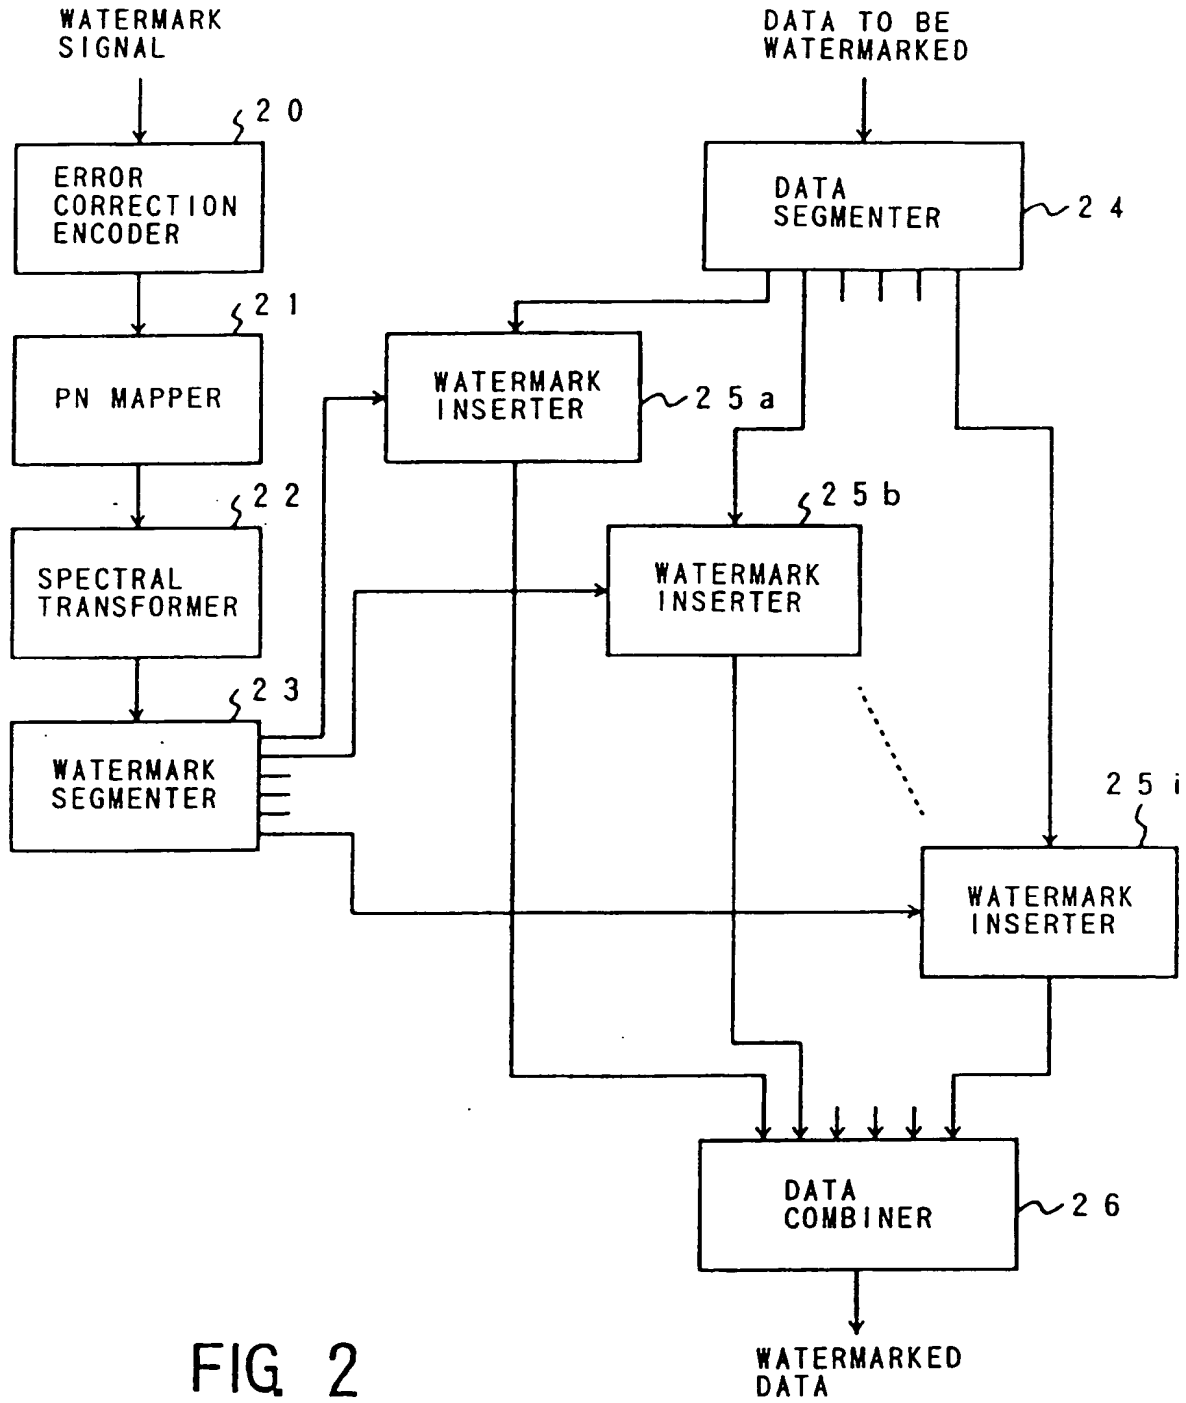 WATERMARK
SIGNAL
DATA TO BE
WATERMARKED
20
ERROR
CORRECTION
ENCODER
DATA
SEGMENTER
24
21
PN MAPPER
WATERMARK
INSERTER
25a
22
SPECTRAL
TRANSFORMER
25b
WATERMARK
INSERTER
23
WATERMARK
SEGMENTER
25i
WATERMARK
INSERTER
DATA
COMBINER
26
WATERMARKED
DATA
FIG. 2